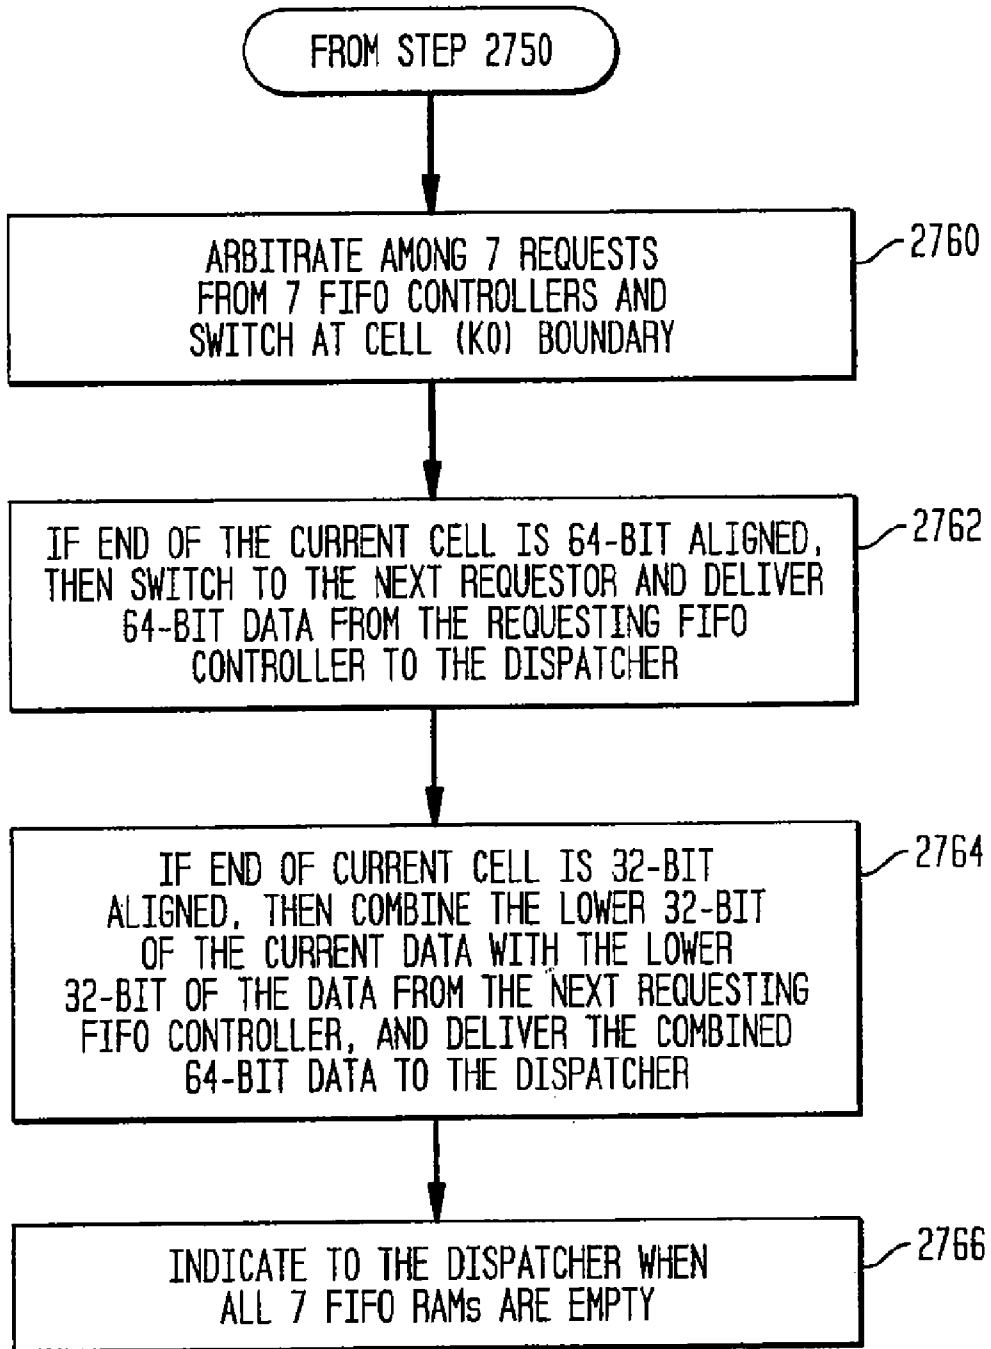 FROM STEP 2750
ARBITRATE AMONG 7 REQUESTS
FROM 7 FIFO CONTROLLERS AND
SWITCH AT CELL (K0) BOUNDARY
2760
IF END OF THE CURRENT CELL IS 64-BIT ALIGNED,
THEN SWITCH TO THE NEXT REQUESTOR AND DELIVER
64-BIT DATA FROM THE REQUESTING FIFO
CONTROLLER TO THE DISPATCHER
2762
IF END OF CURRENT CELL IS 32-BIT
ALIGNED, THEN COMBINE THE LOWER 32-BIT
OF THE CURRENT DATA WITH THE LOWER
32-BIT OF THE DATA FROM THE NEXT REQUESTING
FIFO CONTROLLER, AND DELIVER THE COMBINED
64-BIT DATA TO THE DISPATCHER
2764
INDICATE TO THE DISPATCHER WHEN
ALL 7 FIFO RAMs ARE EMPTY
2766